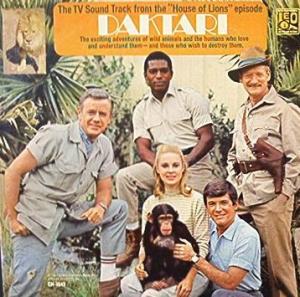 The TV Sound Track from the "House of Lions" episode
DAKTARI
The exciting adventures of wild animals and the humans who love
and understand them—and those who wish to destroy them.